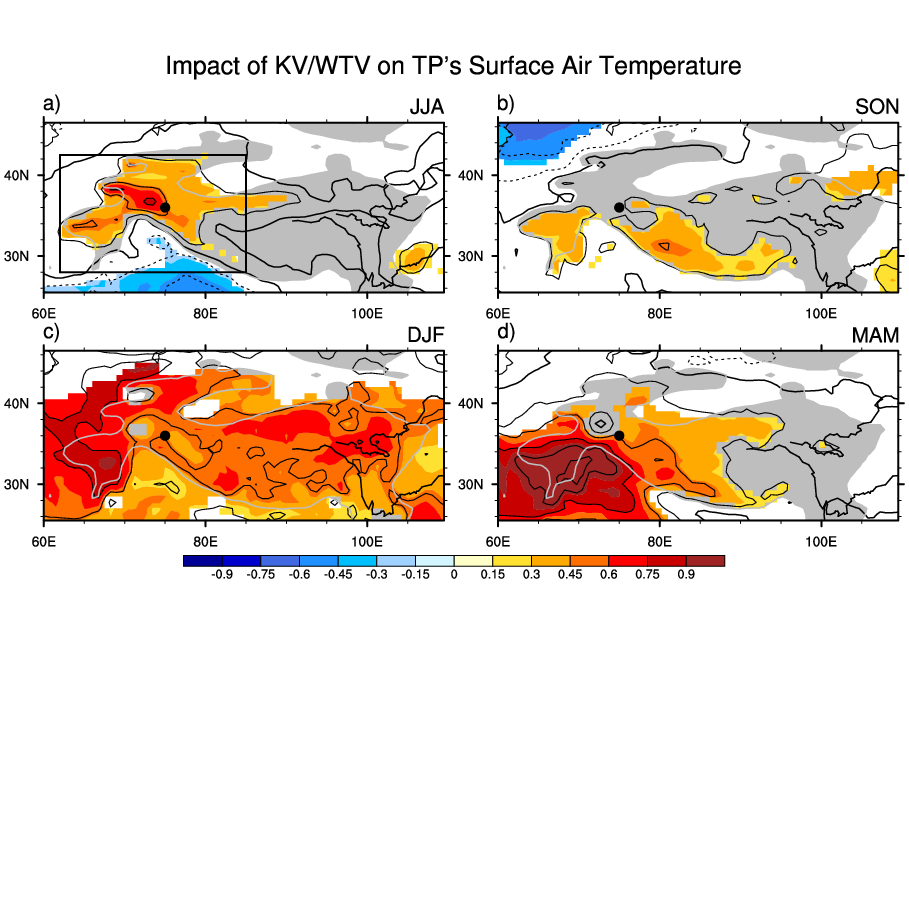 Impact of KV/WTV on TP's Surface Air Temperature
a) JJA
b) SON
40N
30N
60E 80E 100E
40N
30N
60E 80E 100E
c) DJF
d) MAM
40N
30N
60E 80E 100E
40N
30N
60E 80E 100E
-0.9 -0.75 -0.6 -0.45 -0.3 -0.15 0 0.15 0.3 0.45 0.6 0.75 0.9